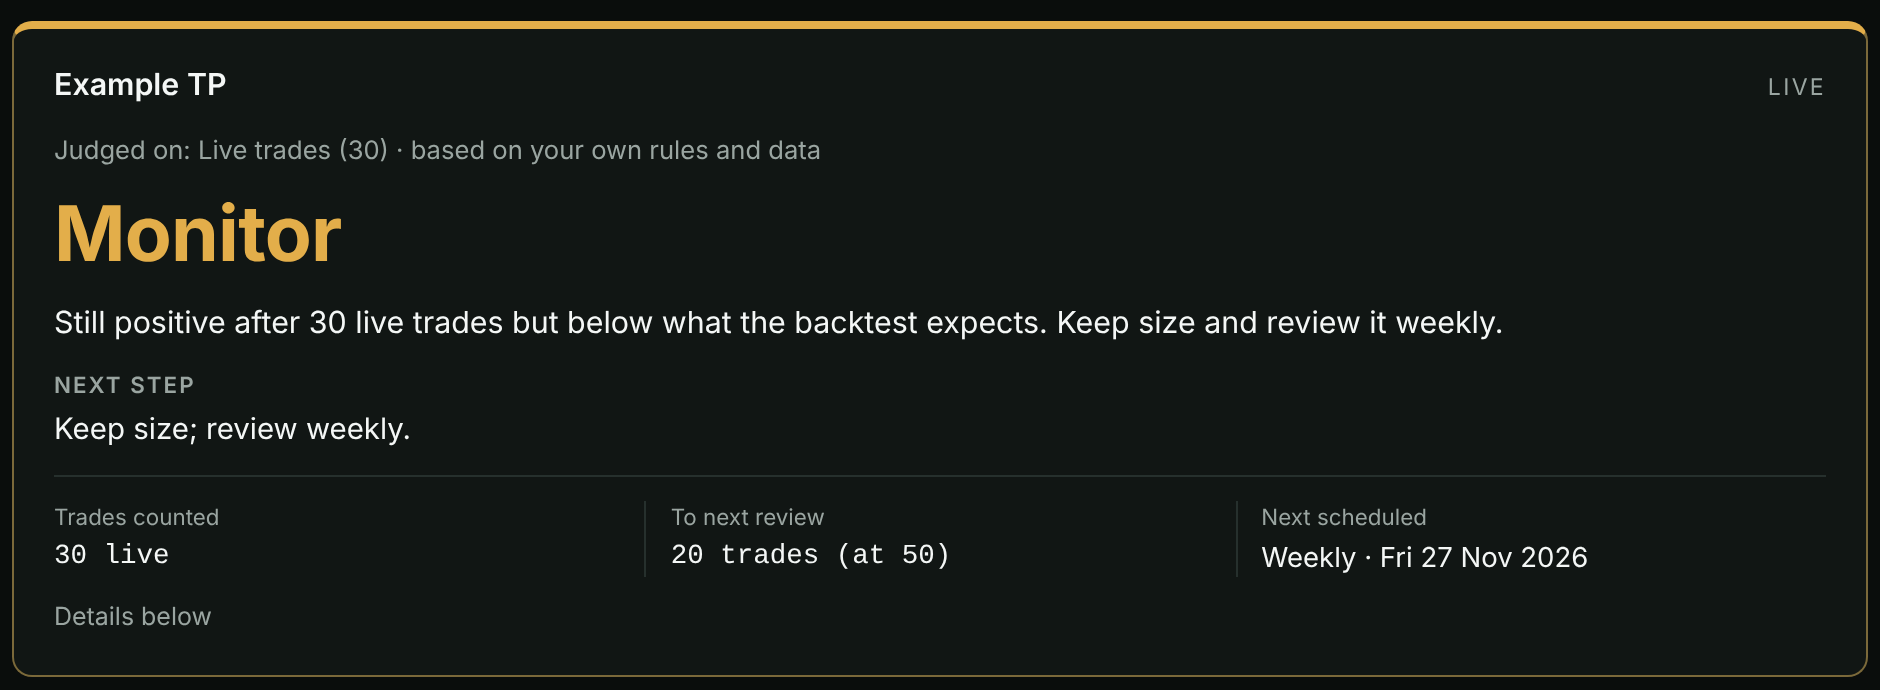 Example TP
LIVE
Judged on: Live trades (30) · based on your own rules and data
Monitor
Still positive after 30 live trades but below what the backtest expects. Keep size and review it weekly.
NEXT STEP
Keep size; review weekly.
Trades counted
30 live
To next review
20 trades (at 50)
Next scheduled
Weekly · Fri 27 Nov 2026
Details below